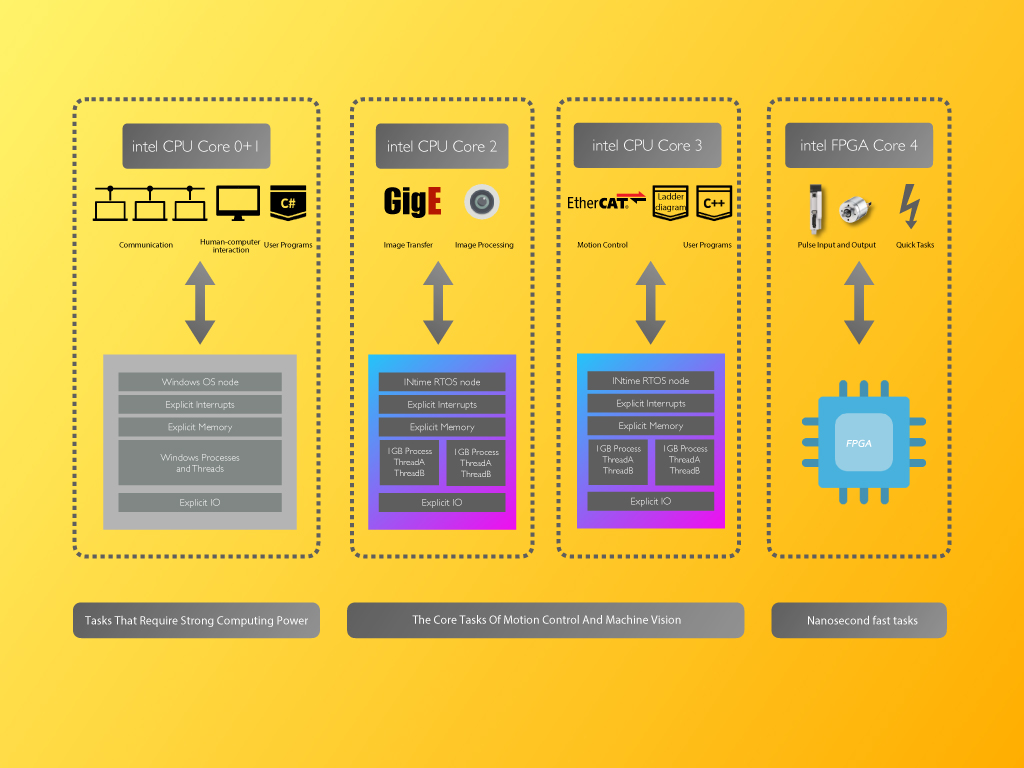 intel CPU Core 0+1
C#
Communication
Human-computer
interaction
User Programs
Windows OS node
Explicit Interrupts
Explicit Memory
Windows Processes
and Threads
Explicit IO
Tasks That Require Strong Computing Power
intel CPU Core 2
GigE
Image Transfer
Image Processing
INtime RTOS node
Explicit Interrupts
Explicit Memory
1GB Process
ThreadA
ThreadB
1GB Process
ThreadA
ThreadB
Explicit IO
intel CPU Core 3
EtherCAT®
Ladder
diagram
C++
Motion Control
User Programs
INtime RTOS node
Explicit Interrupts
Explicit Memory
1GB Process
ThreadA
ThreadB
1GB Process
ThreadA
ThreadB
Explicit IO
The Core Tasks Of Motion Control And Machine Vision
intel FPGA Core 4
Pulse Input and Output
Quick Tasks
FPGA
Nanosecond fast tasks